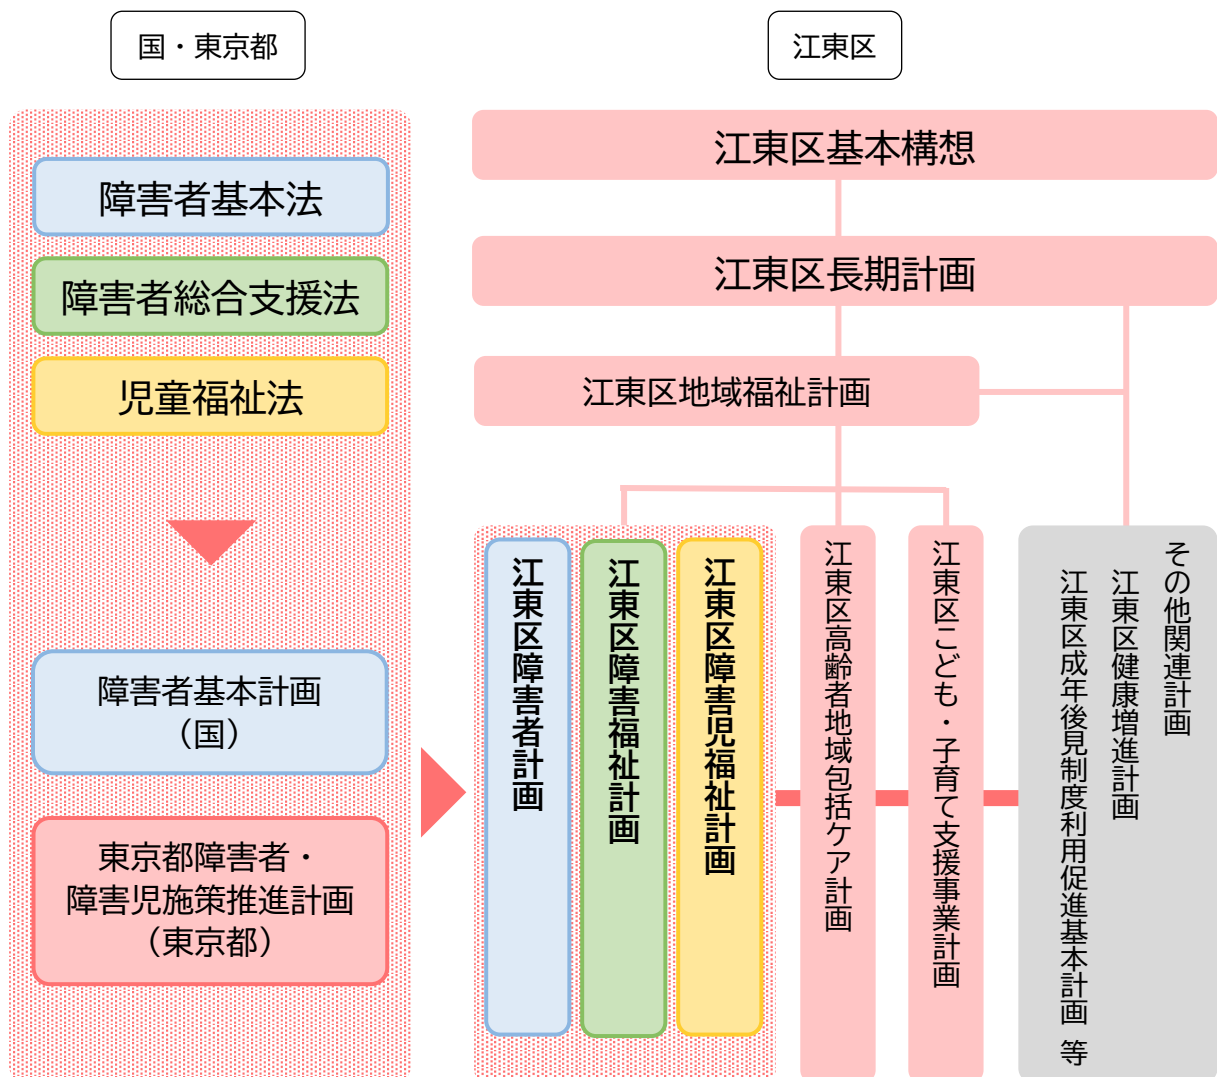 国・東京都
障害者基本法
障害者総合支援法
児童福祉法
障害者基本計画
（国）
東京都障害者・
障害児施策推進計画
（東京都）
江東区
江東区基本構想
江東区長期計画
江東区地域福祉計画
江東区障害者計画
江東区障害福祉計画
江東区障害児福祉計画
江東区高齢者地域包括ケア計画
江東区こども・子育て支援事業計画
その他関連計画
江東区健康増進計画
江東区成年後見制度利用促進基本計画 等